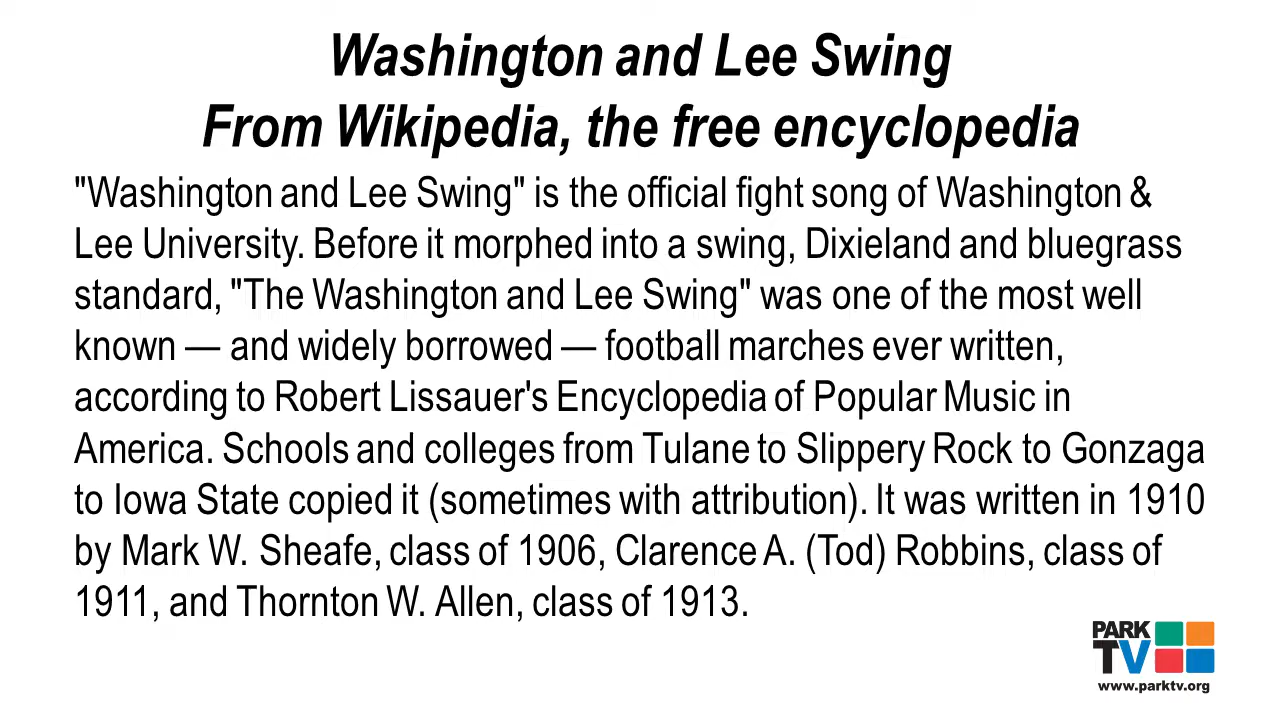 Washington and Lee Swing
From Wikipedia, the free encyclopedia
"Washington and Lee Swing" is the official fight song of Washington &
Lee University. Before it morphed into a swing, Dixieland and bluegrass
standard, "The Washington and Lee Swing" was one of the most well
known — and widely borrowed — football marches ever written,
according to Robert Lissauer's Encyclopedia of Popular Music in
America. Schools and colleges from Tulane to Slippery Rock to Gonzaga
to Iowa State copied it (sometimes with attribution). It was written in 1910
by Mark W. Sheafe, class of 1906, Clarence A. (Tod) Robbins, class of
1911, and Thornton W. Allen, class of 1913.
PARK
TV
www.parktv.org